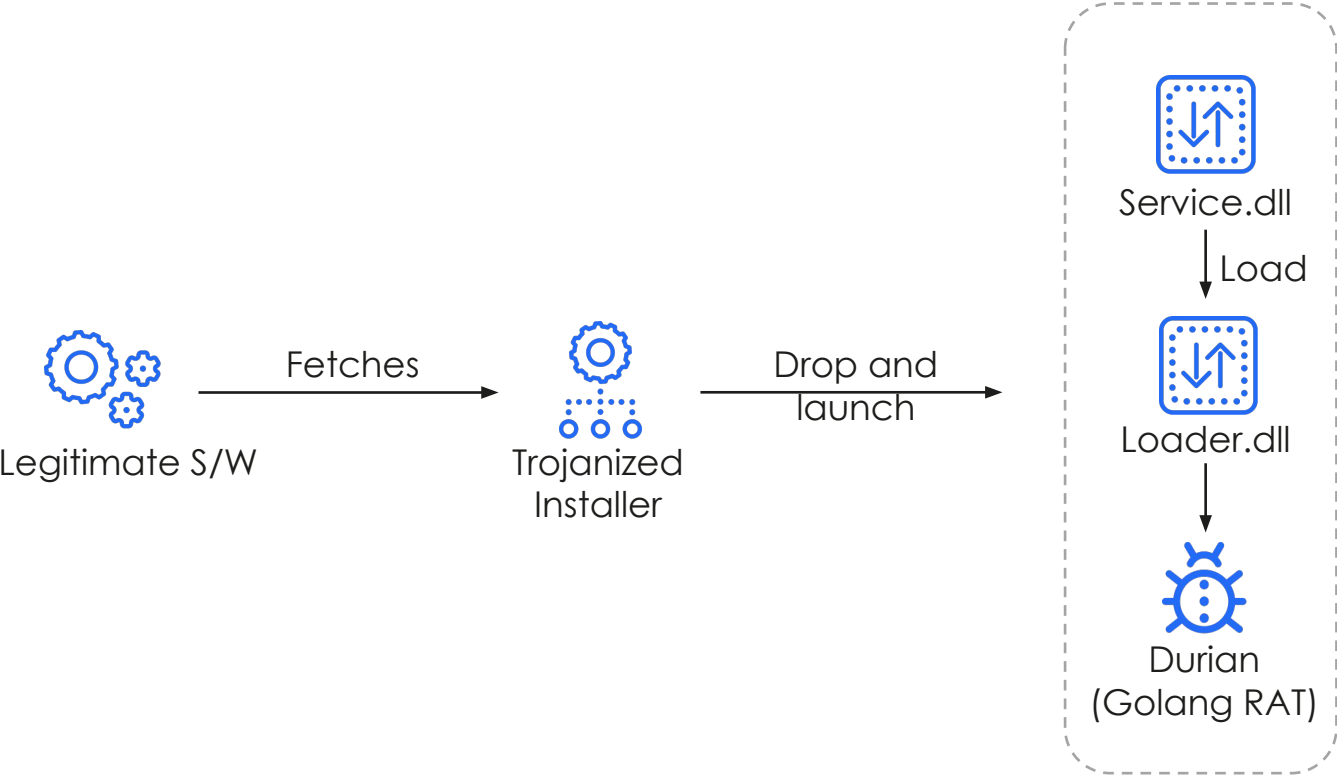 Legitimate S/W
Fetches
Trojanized
Installer
Drop and
launch
Service.dll
Load
Loader.dll
Durian
(Golang RAT)